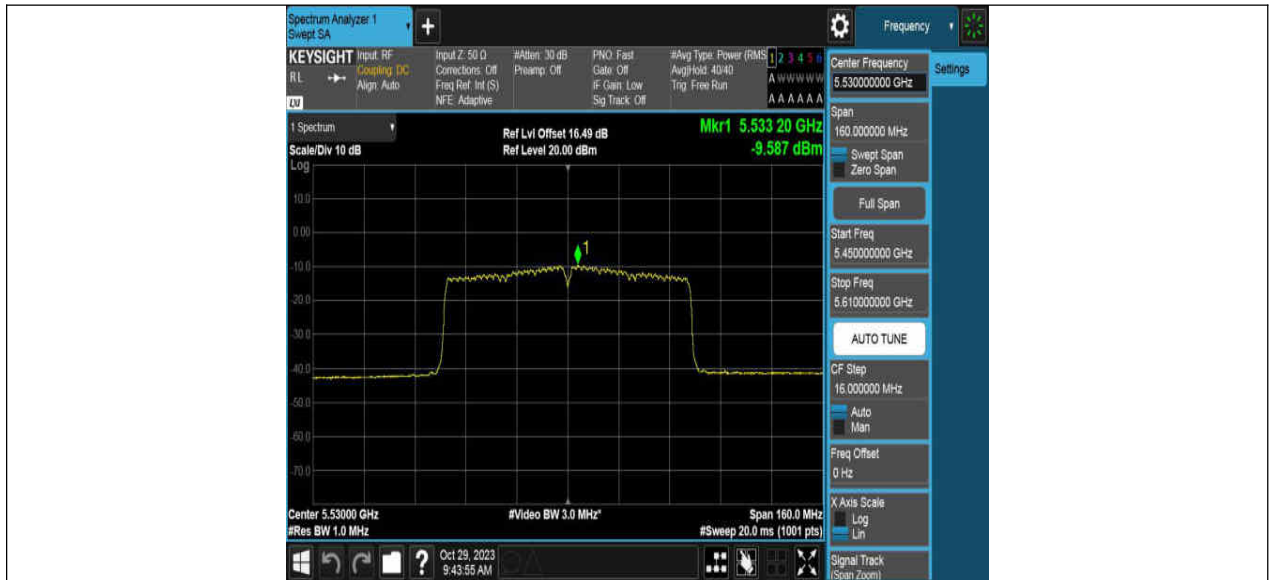 Spectrum Analyzer 1
Swept SA
+
Frequency
KEYSIGHT
RL
LXI
Input: RF
Coupling: DC
Align: Auto
Input Z: 50 Ω
Corrections: Off
Freq Ref: Int (S)
NFE: Adaptive
#Atten: 30 dB
Preamp: Off
PNO: Fast
Gate: Off
IF Gain: Low
Sig Track: Off
#Avg Type: Power (RMS
Avg|Hold: 40/40
Trig: Free Run
1 2 3 4 5 6
A W W W W W
A A A A A A
1 Spectrum
Scale/Div 10 dB
Log
Ref Lvl Offset 16.49 dB
Ref Level 20.00 dBm
Mkr1 5.533 20 GHz
-9.587 dBm
1
10.0
0.00
-10.0
-20.0
-30.0
-40.0
-50.0
-60.0
-70.0
Center 5.53000 GHz
#Res BW 1.0 MHz
#Video BW 3.0 MHz*
Span 160.0 MHz
#Sweep 20.0 ms (1001 pts)
?
Oct 29, 2023
9:43:55 AM
Center Frequency
5.530000000 GHz
Settings
Span
160.000000 MHz
Swept Span
Zero Span
Full Span
Start Freq
5.450000000 GHz
Stop Freq
5.610000000 GHz
AUTO TUNE
CF Step
16.000000 MHz
Auto
Man
Freq Offset
0 Hz
X Axis Scale
Log
Lin
Signal Track
(Span Zoom)